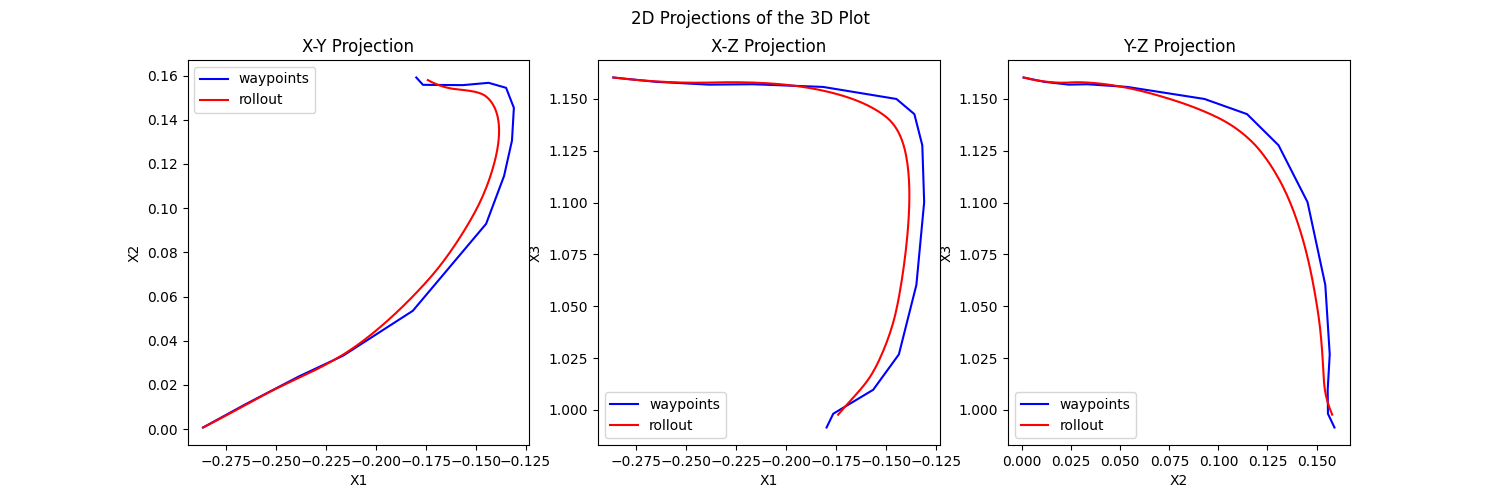 2D Projections of the 3D Plot
X-Y Projection
waypoints
rollout
X2
0.16
0.14
0.12
0.10
0.08
0.06
0.04
0.02
0.00
−0.275 −0.250 −0.225 −0.200 −0.175 −0.150 −0.125
X1
X-Z Projection
X3
1.150
1.125
1.100
1.075
1.050
1.025
1.000
waypoints
rollout
−0.275 −0.250 −0.225 −0.200 −0.175 −0.150 −0.125
X1
Y-Z Projection
X3
1.150
1.125
1.100
1.075
1.050
1.025
1.000
waypoints
rollout
0.000 0.025 0.050 0.075 0.100 0.125 0.150
X2